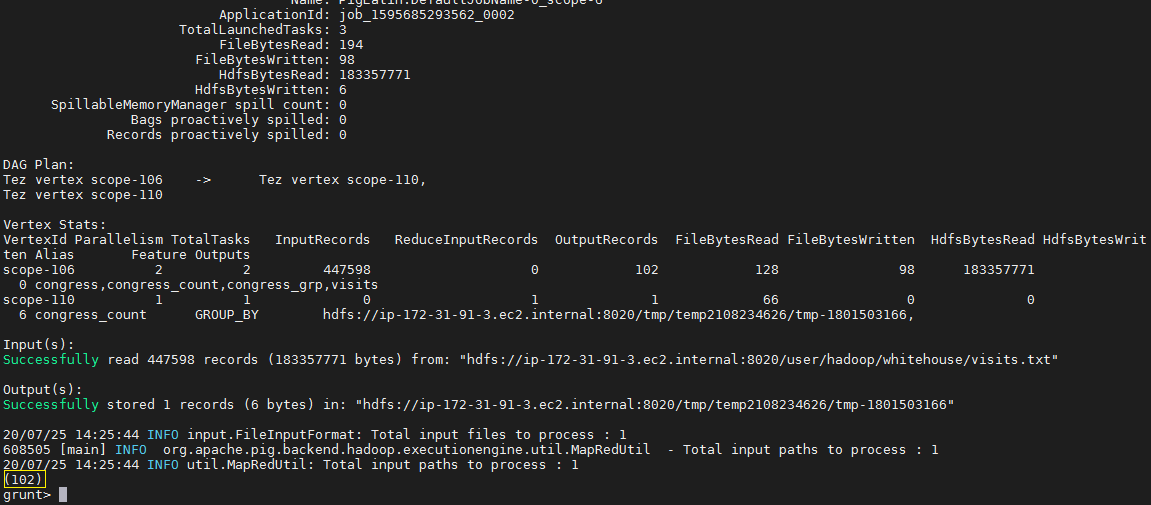 Name: PigLatin:DefaultJobName-0_scope-6
ApplicationId: job_1595685293562_0002
TotalLaunchedTasks: 3
FileBytesRead: 194
FileBytesWritten: 98
HdfsBytesRead: 183357771
HdfsBytesWritten: 6
SpillableMemoryManager spill count: 0
Bags proactively spilled: 0
Records proactively spilled: 0
DAG Plan:
Tez vertex scope-106    ->      Tez vertex scope-110,
Tez vertex scope-110
Vertex Stats:
VertexId Parallelism TotalTasks   InputRecords   ReduceInputRecords  OutputRecords  FileBytesRead FileBytesWritten  HdfsBytesRead HdfsBytesWrit
ten Alias       Feature Outputs
scope-106          2          2         447598                    0            102            128               98      183357771
  0 congress,congress_count,congress_grp,visits
scope-110          1          1              0                    1              1             66                0              0
  6 congress_count      GROUP_BY        hdfs://ip-172-31-91-3.ec2.internal:8020/tmp/temp2108234626/tmp-1801503166,
Input(s):
Successfully read 447598 records (183357771 bytes) from: "hdfs://ip-172-31-91-3.ec2.internal:8020/user/hadoop/whitehouse/visits.txt"
Output(s):
Successfully stored 1 records (6 bytes) in: "hdfs://ip-172-31-91-3.ec2.internal:8020/tmp/temp2108234626/tmp-1801503166"
20/07/25 14:25:44 INFO input.FileInputFormat: Total input files to process : 1
608505 [main] INFO  org.apache.pig.backend.hadoop.executionengine.util.MapRedUtil  - Total input paths to process : 1
20/07/25 14:25:44 INFO util.MapRedUtil: Total input paths to process : 1
(102)
grunt>